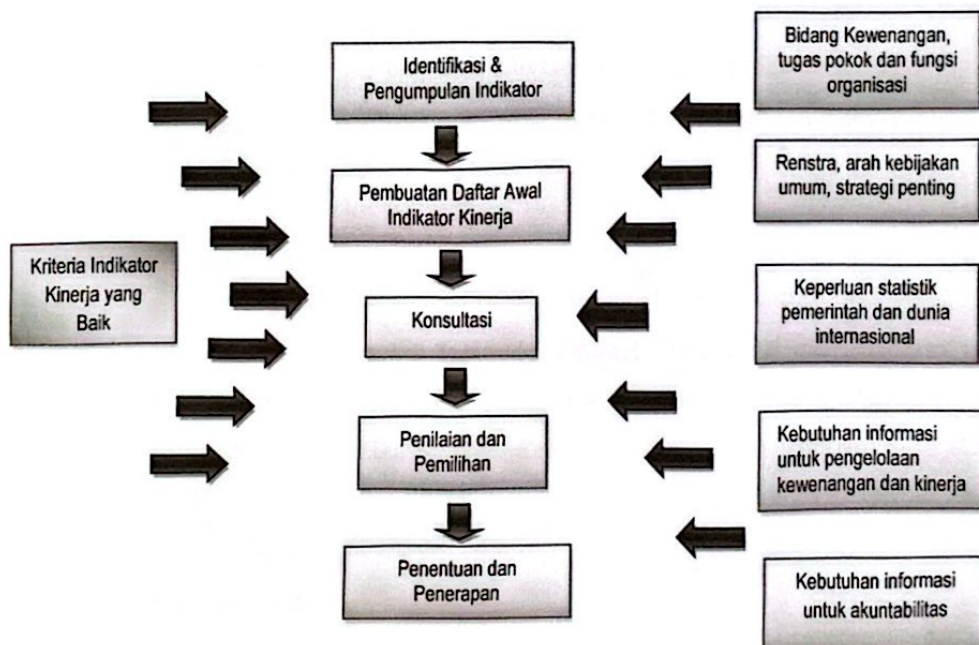 Identifikasi &
Pengumpulan Indikator
Pembuatan Daftar Awal
Indikator Kinerja
Konsultasi
Penilaian dan
Pemilihan
Penentuan dan
Penerapan
Kriteria Indikator
Kinerja yang
Baik
Bidang Kewenangan,
tugas pokok dan fungsi
organisasi
Renstra, arah kebijakan
umum, strategi penting
Keperluan statistik
pemerintah dan dunia
internasional
Kebutuhan informasi
untuk pengelolaan
kewenangan dan kinerja
Kebutuhan informasi
untuk akuntabilitas